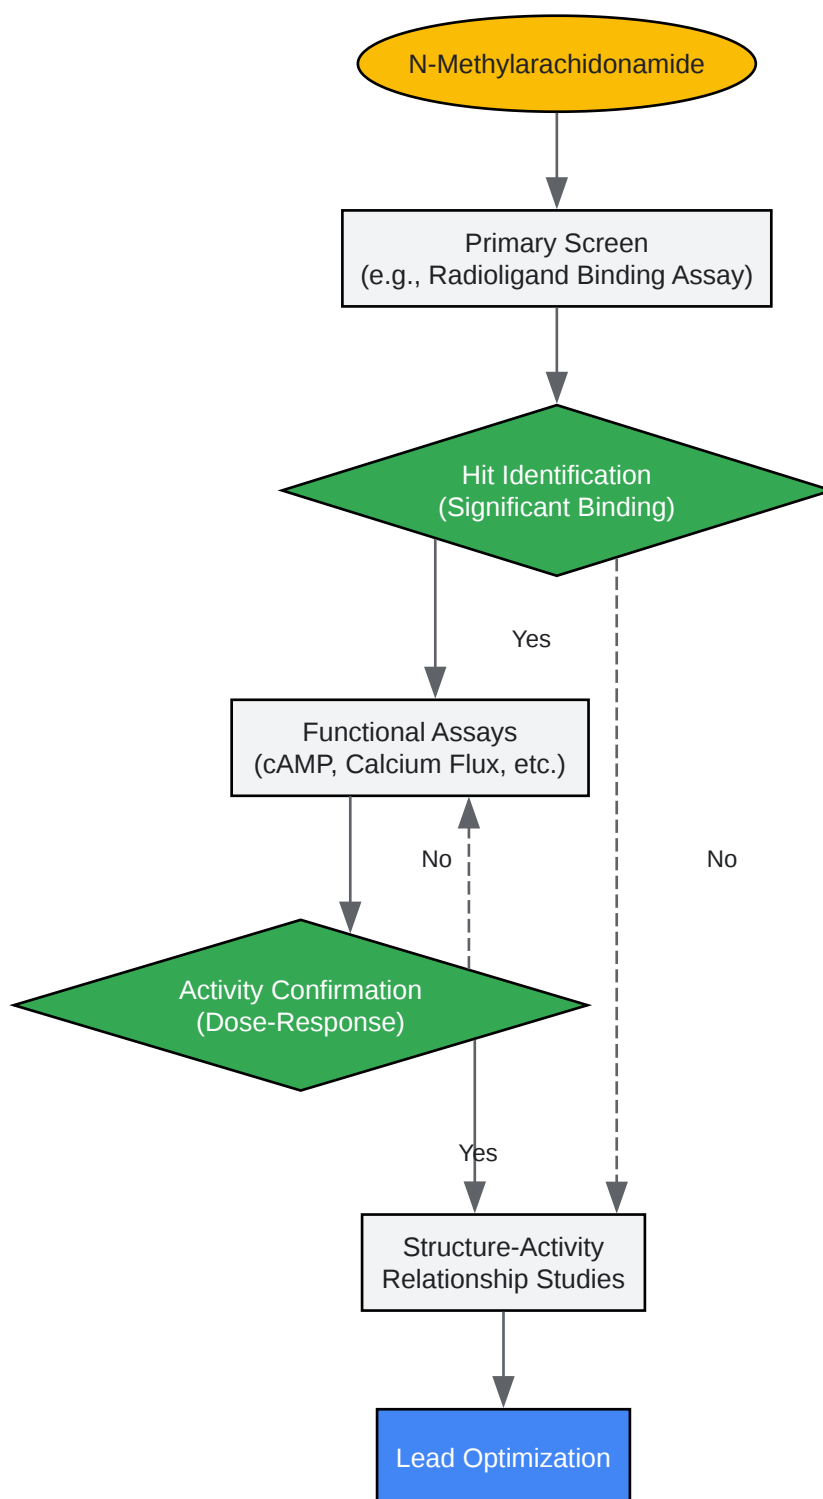 N-Methylarachidonamide
Primary Screen
(e.g., Radioligand Binding Assay)
Hit Identification
(Significant Binding)
Yes
Functional Assays
(cAMP, Calcium Flux, etc.)
No
No
Activity Confirmation
(Dose-Response)
Yes
Structure-Activity
Relationship Studies
Lead Optimization